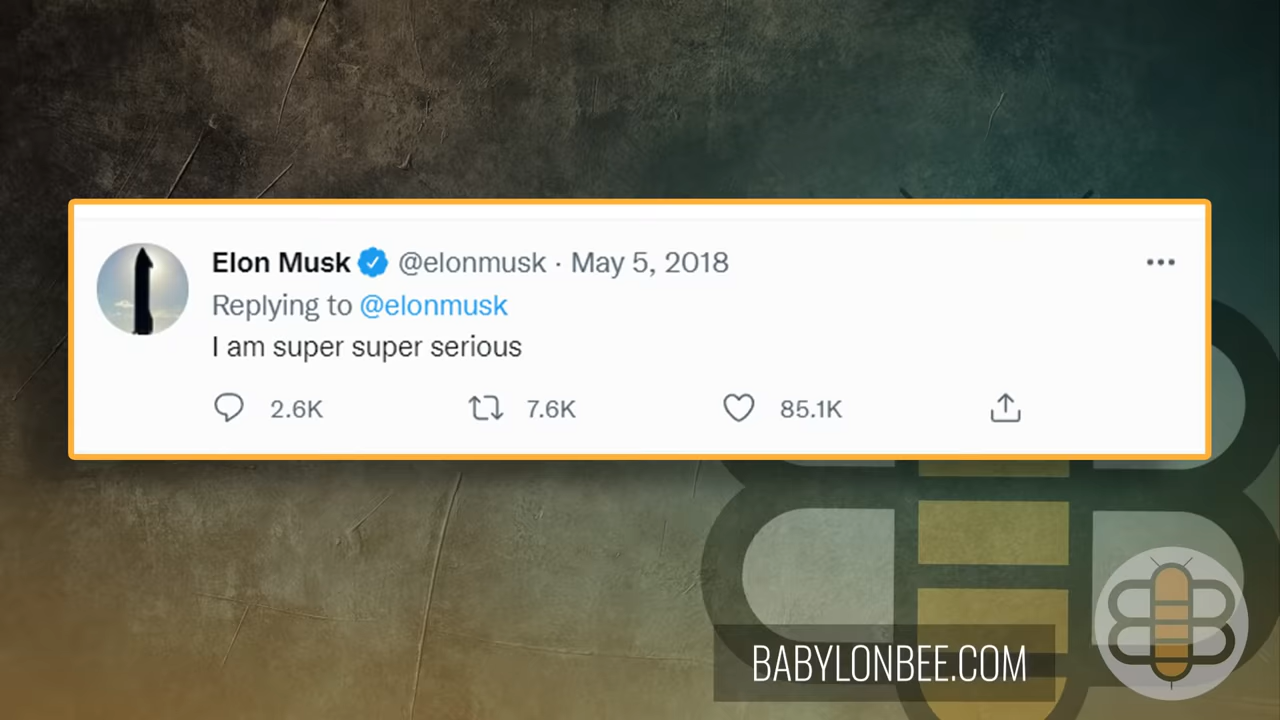 Elon Musk @elonmusk · May 5, 2018
Replying to @elonmusk
I am super super serious
2.6K 7.6K 85.1K
BABYLONBEE.COM